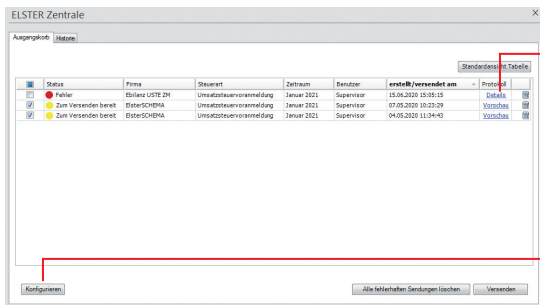 ELSTER Zentrale
Ausgangskorb Historie
Standardansicht Tabelle
Status Firma Steuerart Zeitraum Benutzer erstellt/versendet am Protokoll
Fehler Ebilanz USTE ZM Umsatzsteuervoranmeldung Januar 2021 Supervisor 15.06.2020 15:05:15 Details
Zum Versenden bereit ElsterSCHEMA Umsatzsteuervoranmeldung Januar 2021 Supervisor 07.05.2020 10:23:29 Vorschau
Zum Versenden bereit ElsterSCHEMA Umsatzsteuervoranmeldung Januar 2021 Supervisor 04.05.2020 11:34:43 Vorschau
Konfigurieren Alle fehlerhaften Sendungen löschen Versenden